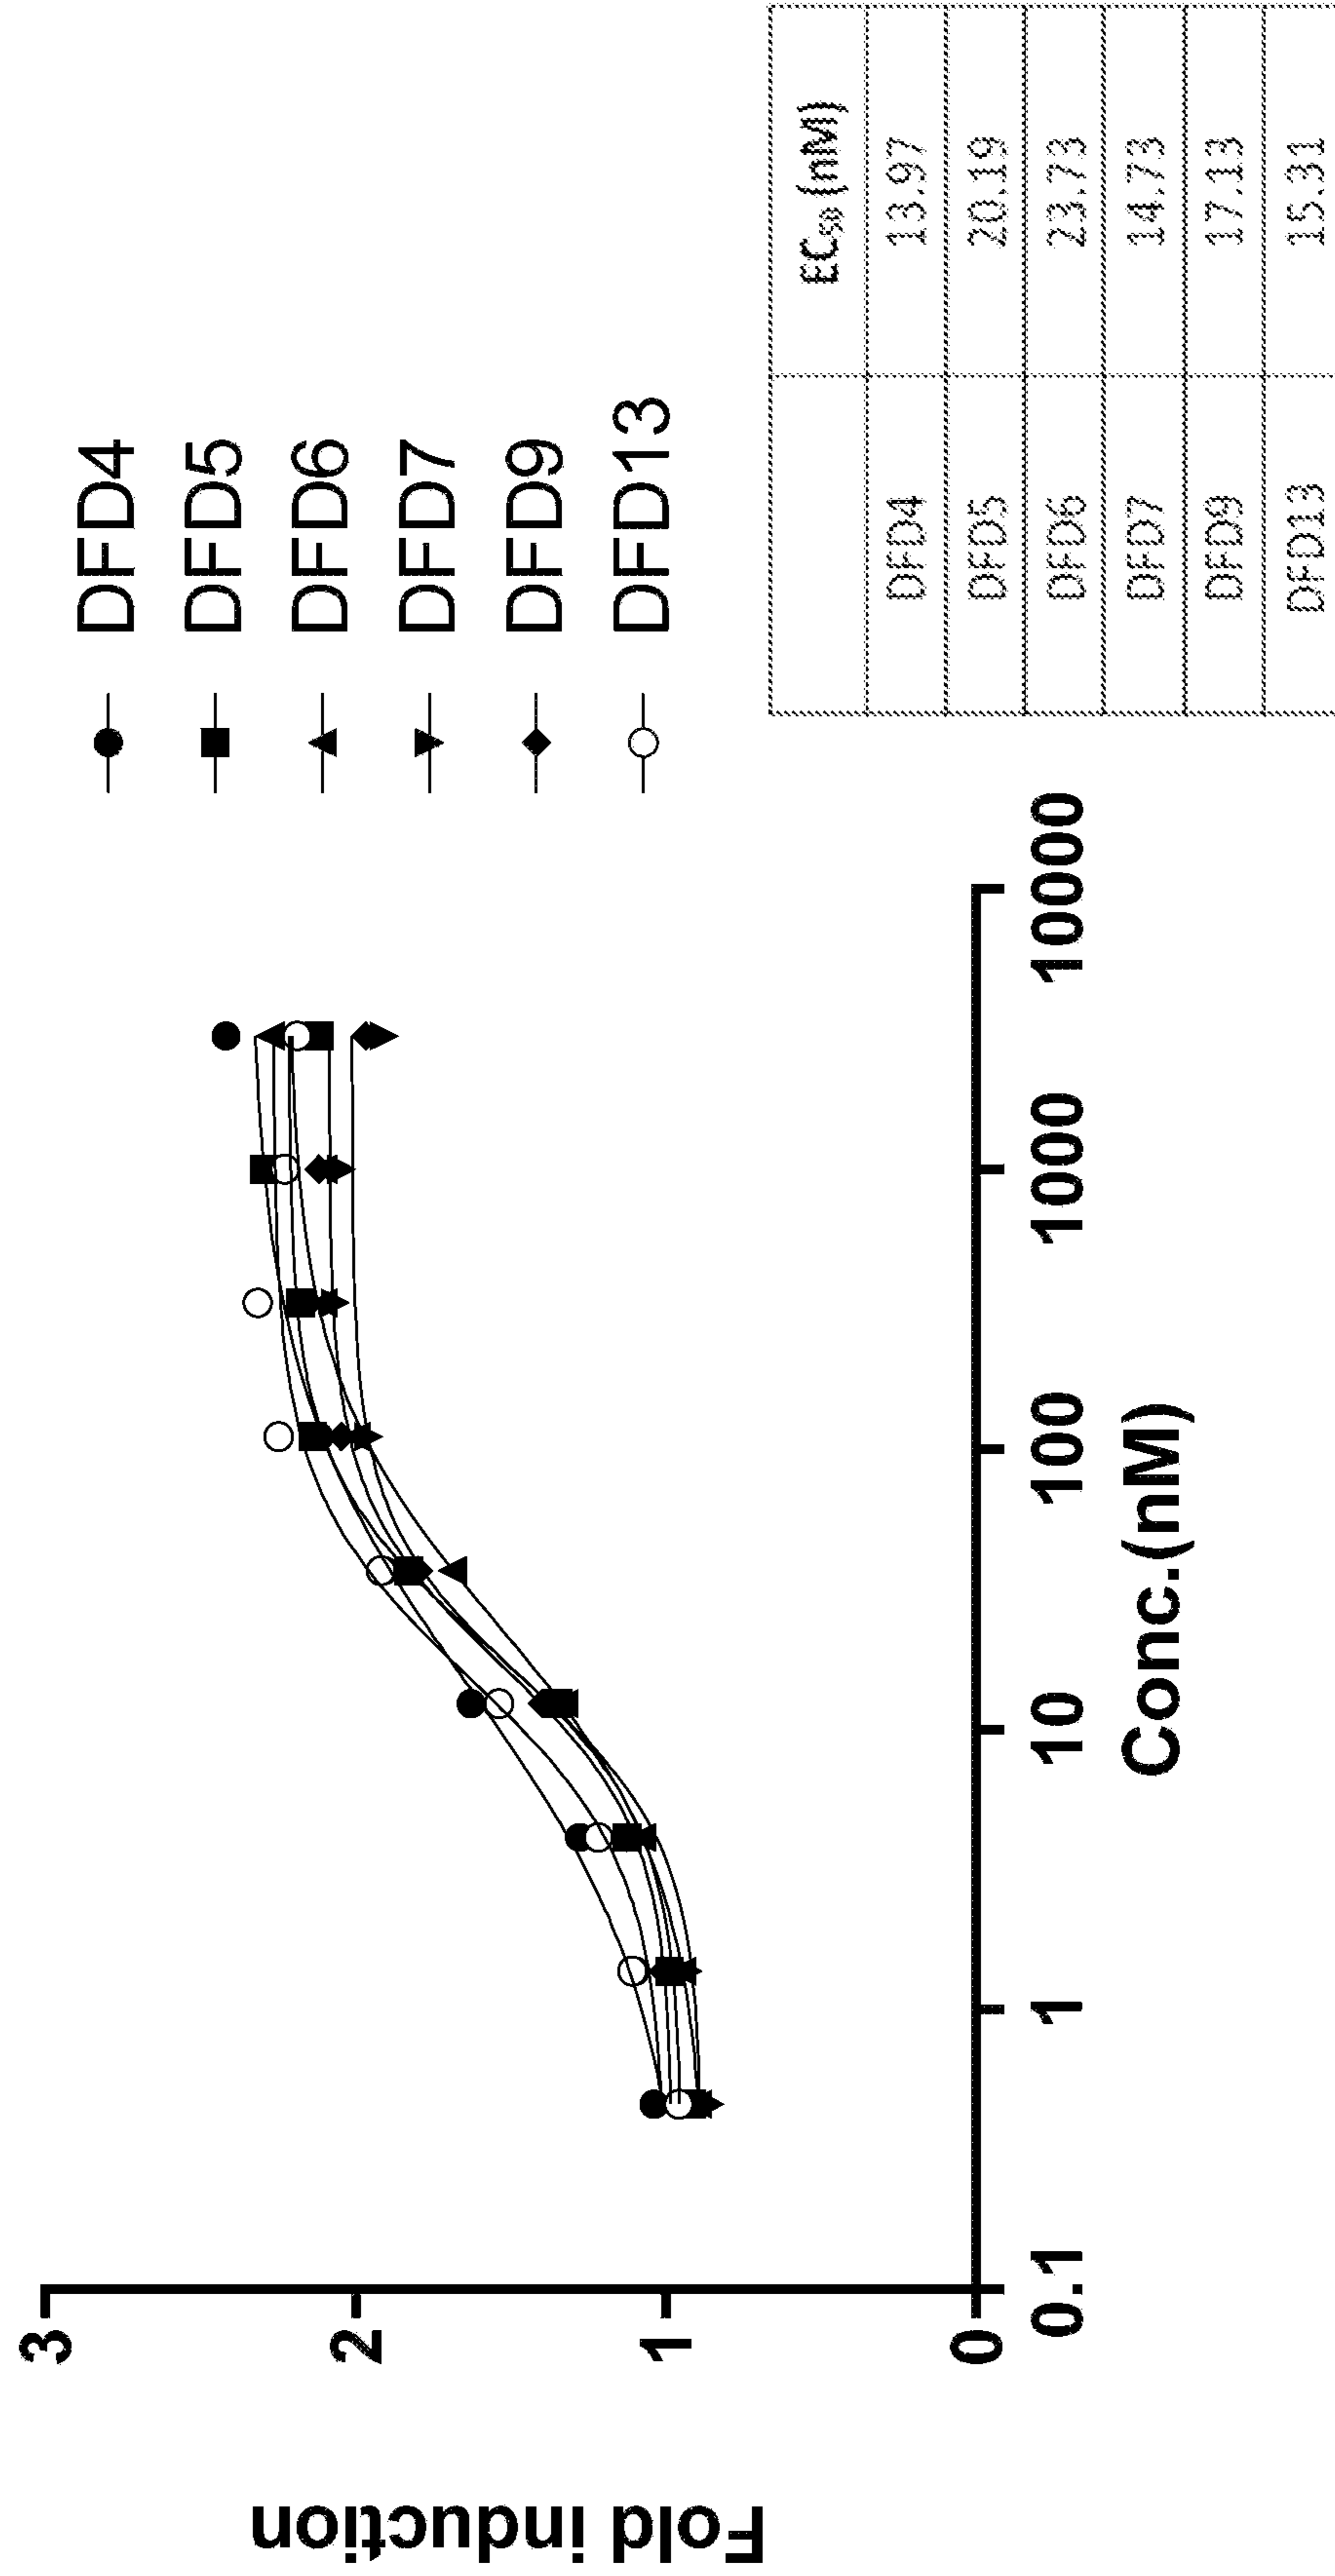 Fold induction
3
2
1
0
0.1
1
10
100
1000
10000
Conc.(nM)
DFD4
DFD5
DFD6
DFD7
DFD9
DFD13
EC₅₀ (nM)
DFD4 13.97
DFD5 20.19
DFD6 23.73
DFD7 14.73
DFD9 17.13
DFD13 15.31